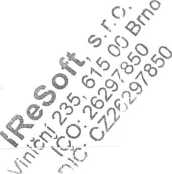 IReSoft, s.r.o.
Viniční 235, 615 00 Brno
IČO: 26297850
DIČ: CZ26297850